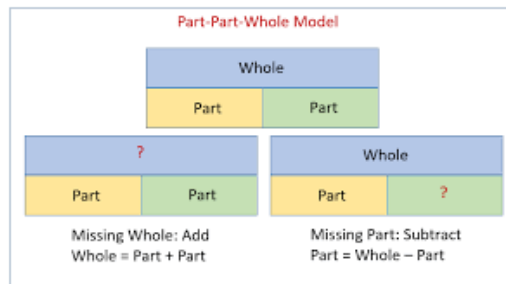 Part-Part-Whole Model
Whole
Part Part
?
Part Part
Whole
Part ?
Missing Whole: Add
Whole = Part + Part
Missing Part: Subtract
Part = Whole – Part